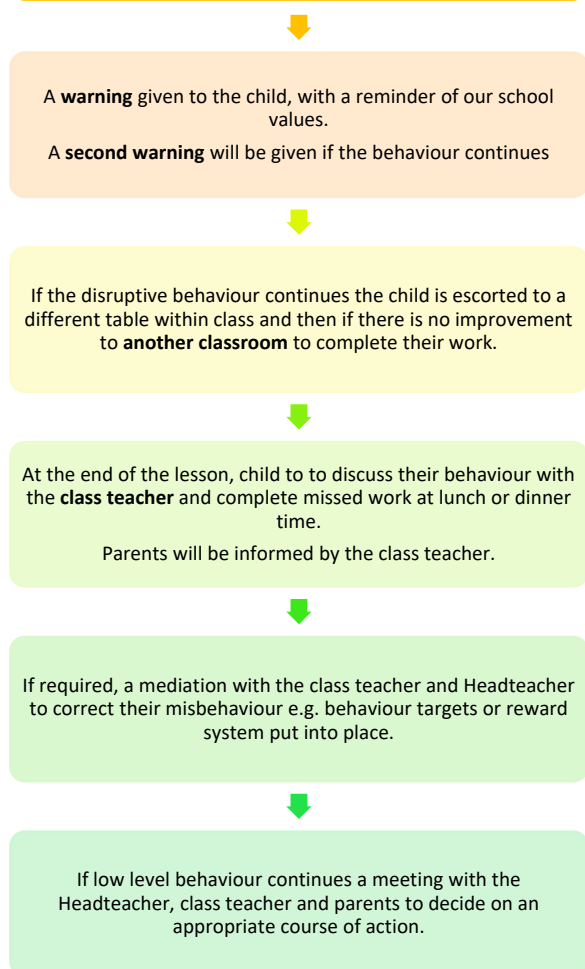 A warning given to the child, with a reminder of our school
values.
A second warning will be given if the behaviour continues
If the disruptive behaviour continues the child is escorted to a
different table within class and then if there is no improvement
to another classroom to complete their work.
At the end of the lesson, child to to discuss their behaviour with
the class teacher and complete missed work at lunch or dinner
time.
Parents will be informed by the class teacher.
If required, a mediation with the class teacher and Headteacher
to correct their misbehaviour e.g. behaviour targets or reward
system put into place.
If low level behaviour continues a meeting with the
Headteacher, class teacher and parents to decide on an
appropriate course of action.